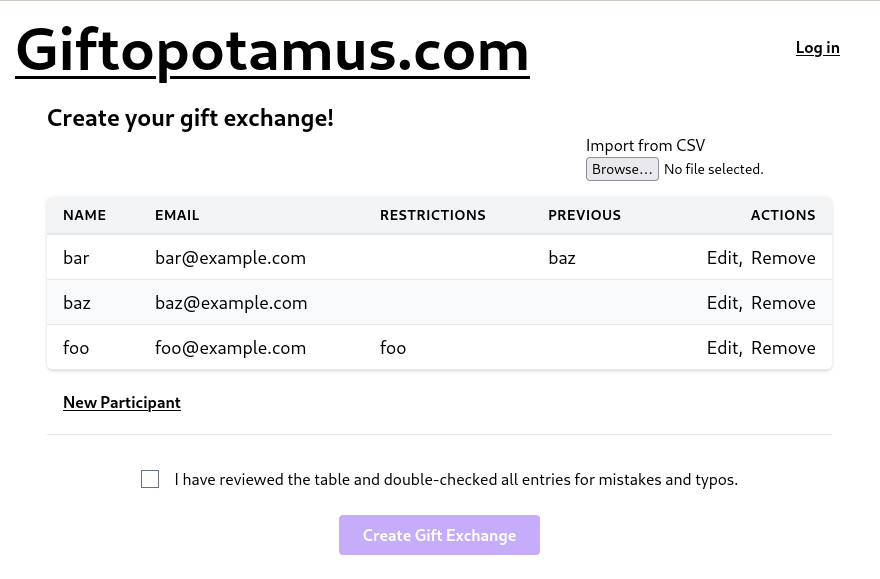 Giftopotamus.com
Log in
Create your gift exchange!
Import from CSV
Browse... No file selected.
NAME EMAIL RESTRICTIONS PREVIOUS ACTIONS
bar bar@example.com baz Edit, Remove
baz baz@example.com Edit, Remove
foo foo@example.com foo Edit, Remove
New Participant
I have reviewed the table and double-checked all entries for mistakes and typos.
Create Gift Exchange